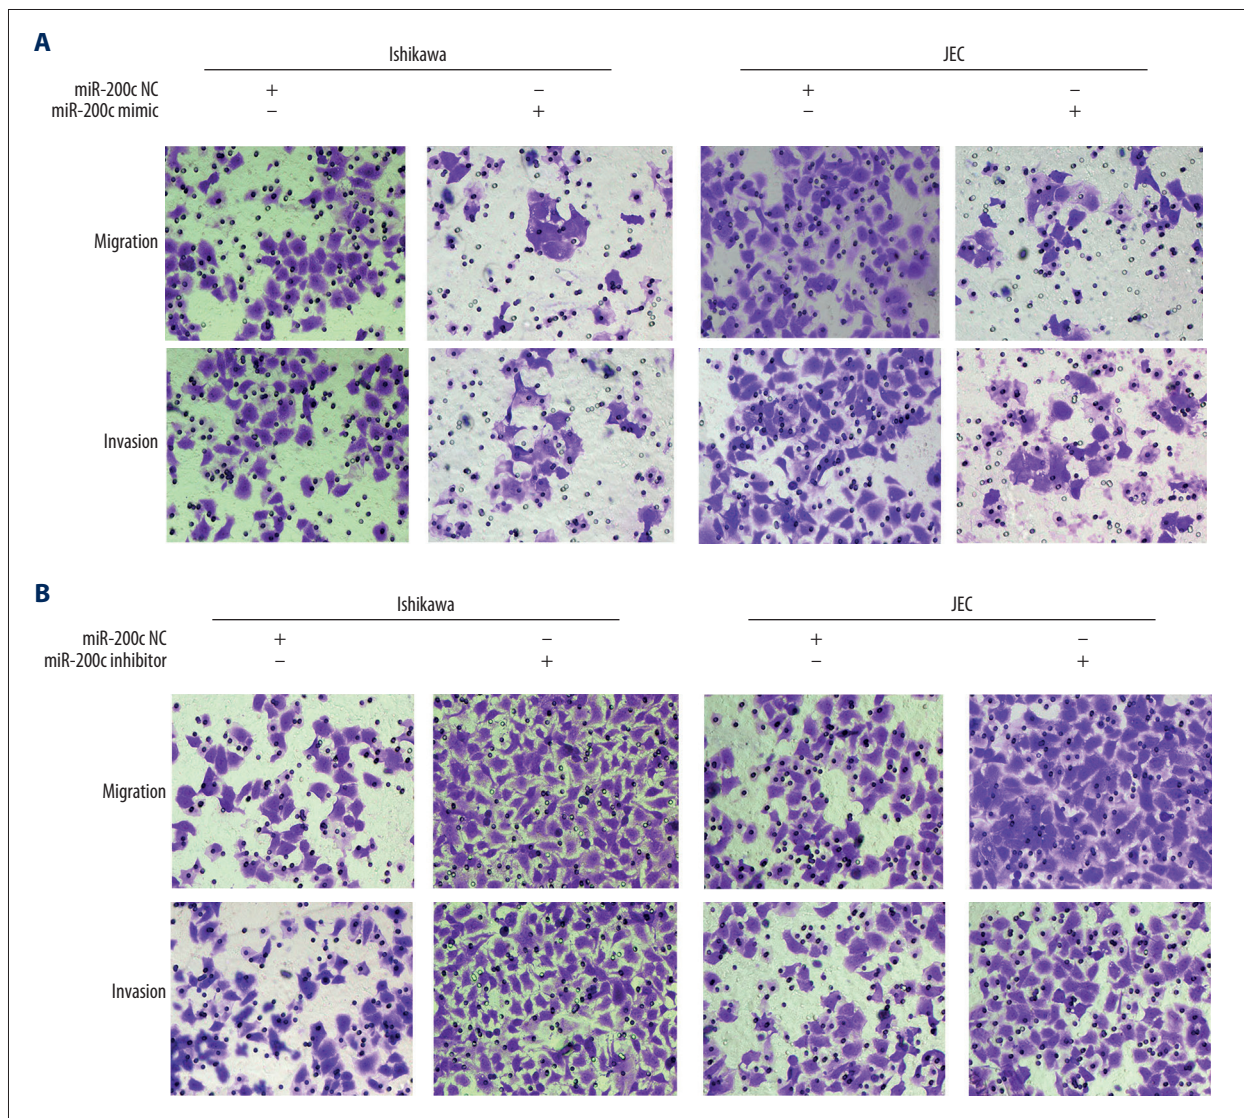 A
Ishikawa JEC
miR-200c NC + – + –
miR-200c mimic – + – +
Migration
Invasion
B
Ishikawa JEC
miR-200c NC + – + –
miR-200c inhibitor – + – +
Migration
Invasion